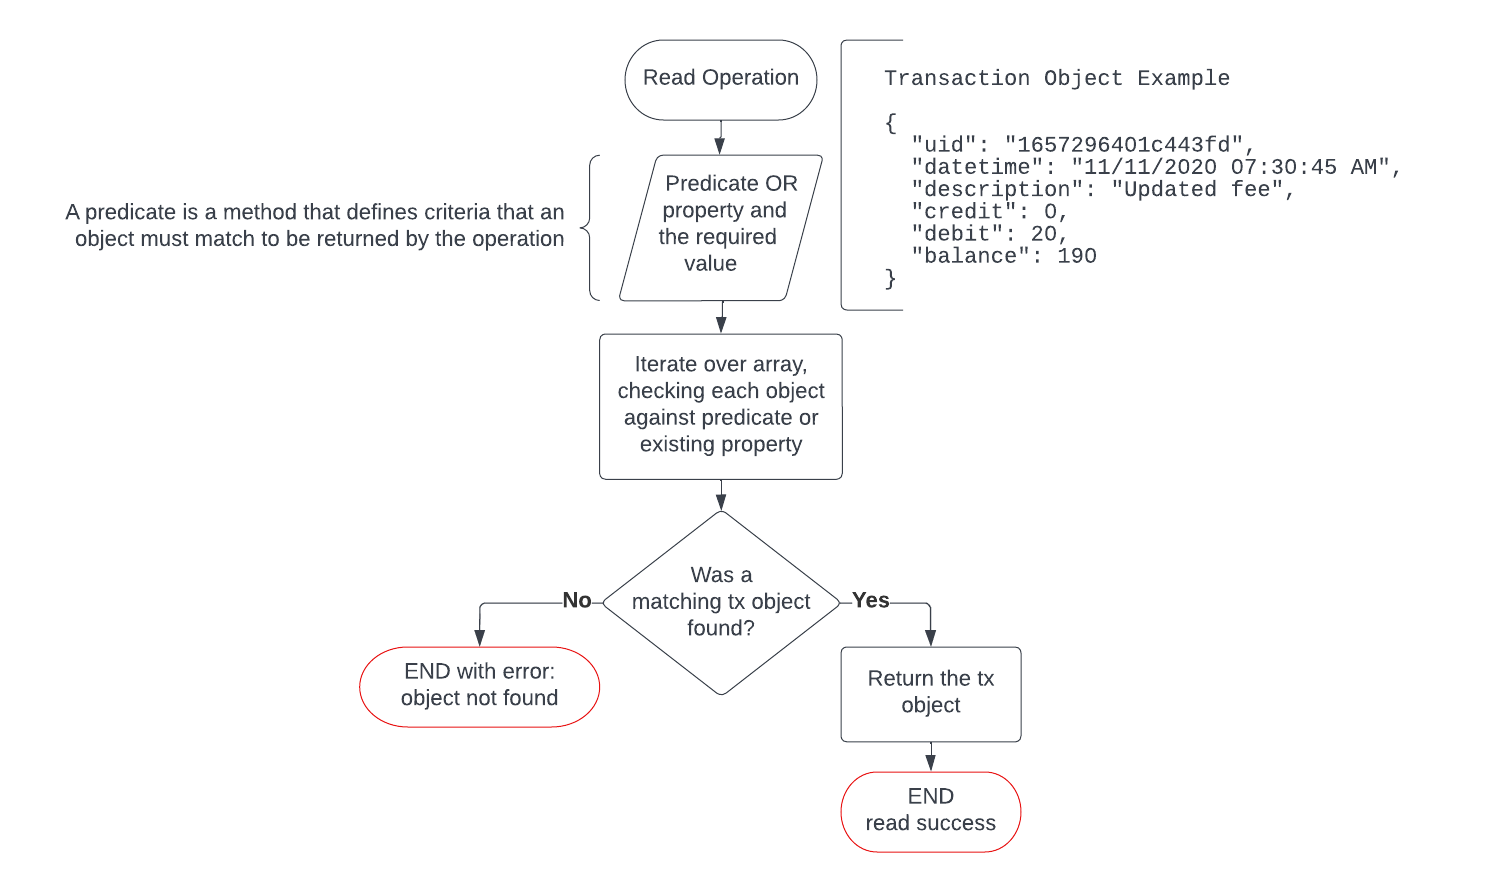 Read Operation
Transaction Object Example
{
"uid": "1657296401c443fd",
"datetime": "11/11/2020 07:30:45 AM",
"description": "Updated fee",
"credit": 0,
"debit": 20,
"balance": 190
}
A predicate is a method that defines criteria that an
object must match to be returned by the operation
Predicate OR
property and
the required
value
Iterate over array,
checking each object
against predicate or
existing property
Was a
matching tx object
found?
No
Yes
END with error:
object not found
Return the tx
object
END
read success